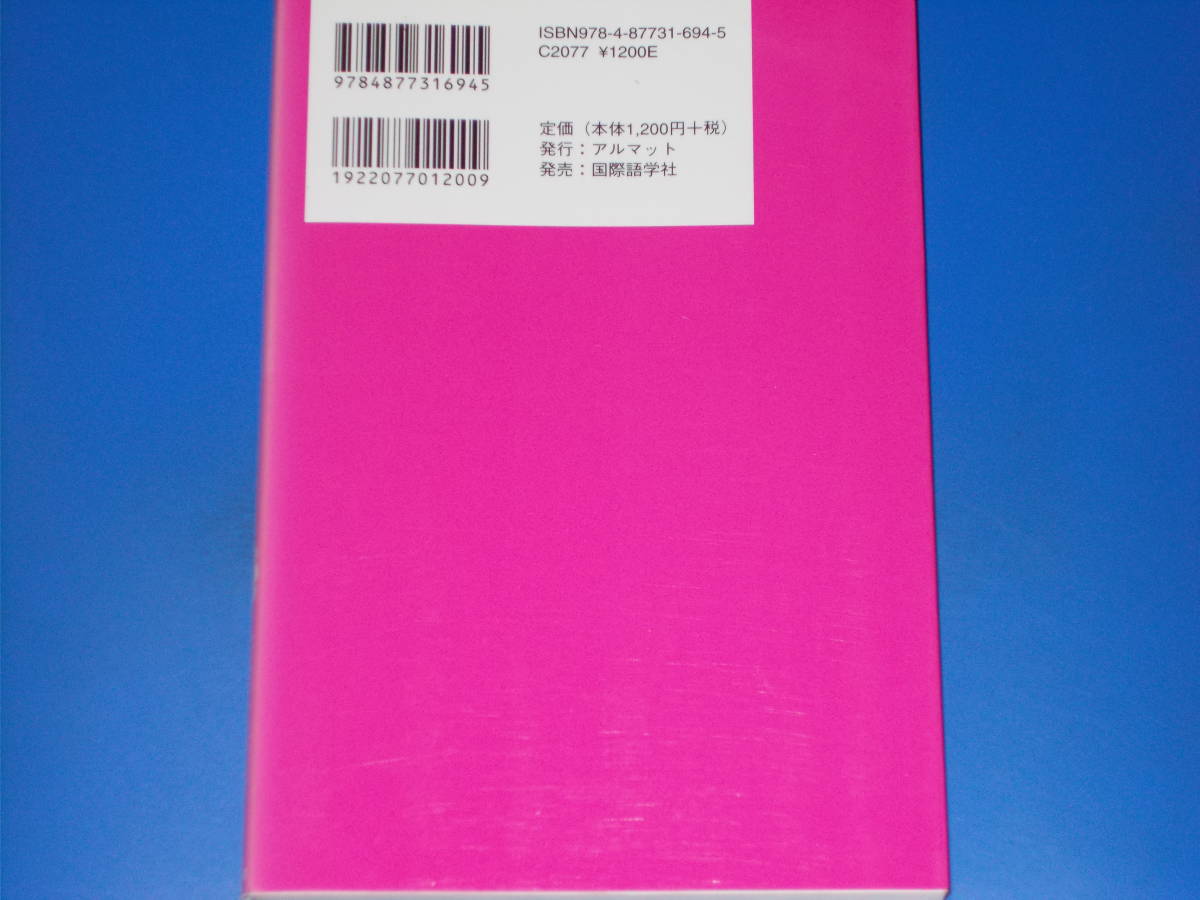 ISBN978-4-87731-694-5
C2077 ¥1200E
9784877316945
定価（本体1,200円＋税）
発行：アルマット
発売：国際語学社
1922077012009